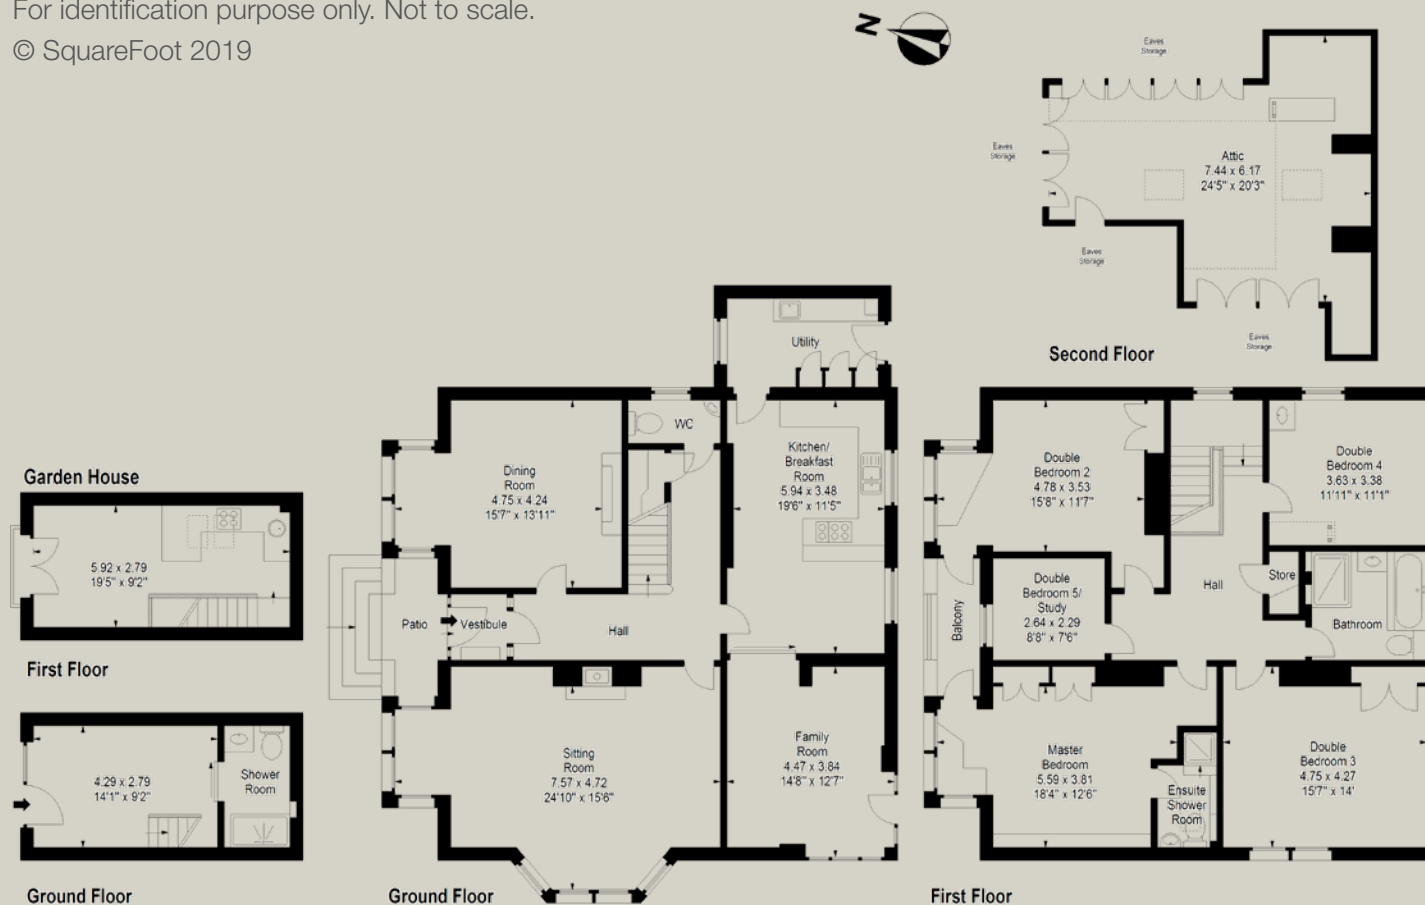 For identification purpose only. Not to scale.
© SquareFoot 2019
N
Eaves
Storage
Eaves
Storage
Attic
7.44 x 6.17
24'5" x 20'3"
Eaves
Storage
Eaves
Storage
Second Floor
Garden House
5.92 x 2.79
19'5" x 9'2"
First Floor
4.29 x 2.79
14'1" x 9'2"
Shower
Room
Ground Floor
Utility
WC
Dining
Room
4.75 x 4.24
15'7" x 13'11"
Kitchen/
Breakfast
Room
5.94 x 3.48
19'6" x 11'5"
Patio
Vestibule
Hall
Sitting
Room
7.57 x 4.72
24'10" x 15'6"
Family
Room
4.47 x 3.84
14'8" x 12'7"
Ground Floor
Double
Bedroom 2
4.78 x 3.53
15'8" x 11'7"
Double
Bedroom 4
3.63 x 3.38
11'11" x 11'1"
Double
Bedroom 5/
Study
2.64 x 2.29
8'8" x 7'6"
Balcony
Hall
Store
Bathroom
Master
Bedroom
5.59 x 3.81
18'4" x 12'6"
Ensuite
Shower
Room
Double
Bedroom 3
4.75 x 4.27
15'7" x 14'
First Floor